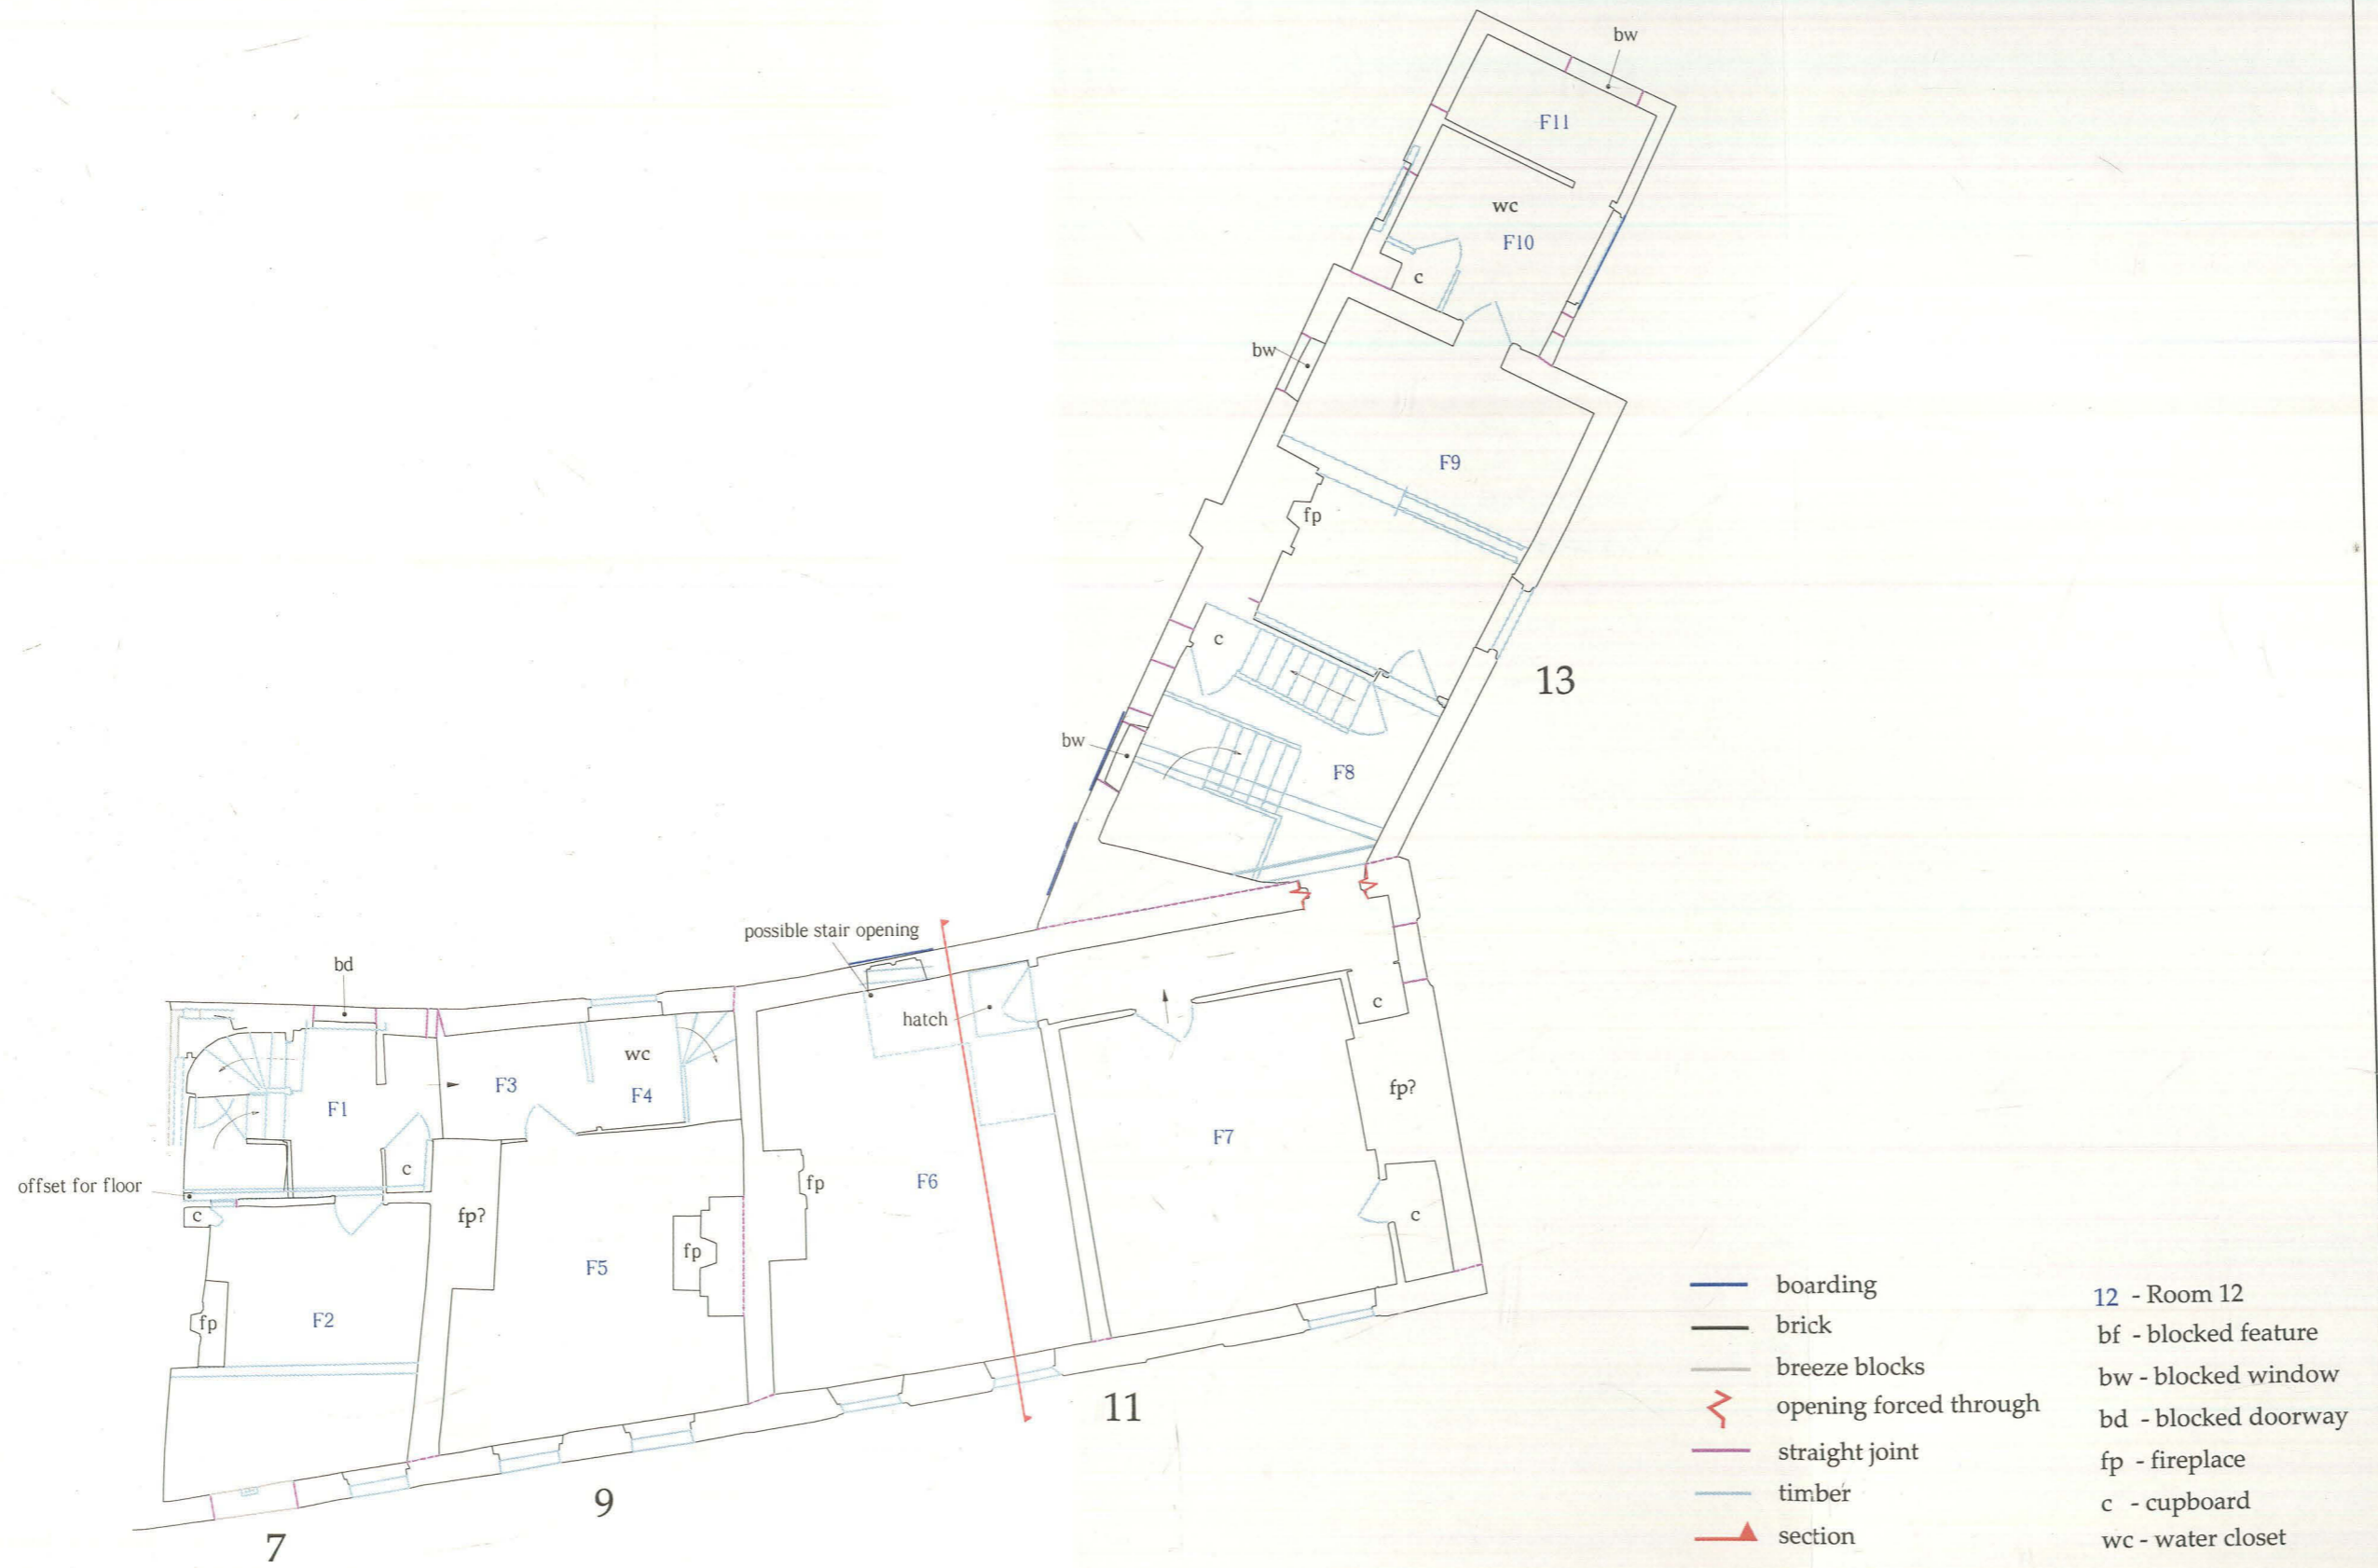 bw
F11
wc
F10
c
bw
F9
fp
c
13
bw
F8
possible stair opening
bd
hatch
c
wc
F3
F4
fp?
F1
F7
c
F6
fp
offset for floor
c
fp?
c
fp
F5
F2
fp
11
9
7
boarding
brick
breeze blocks
opening forced through
straight joint
timber
section
12 - Room 12
bf - blocked feature
bw - blocked window
bd - blocked doorway
fp - fireplace
c - cupboard
wc - water closet